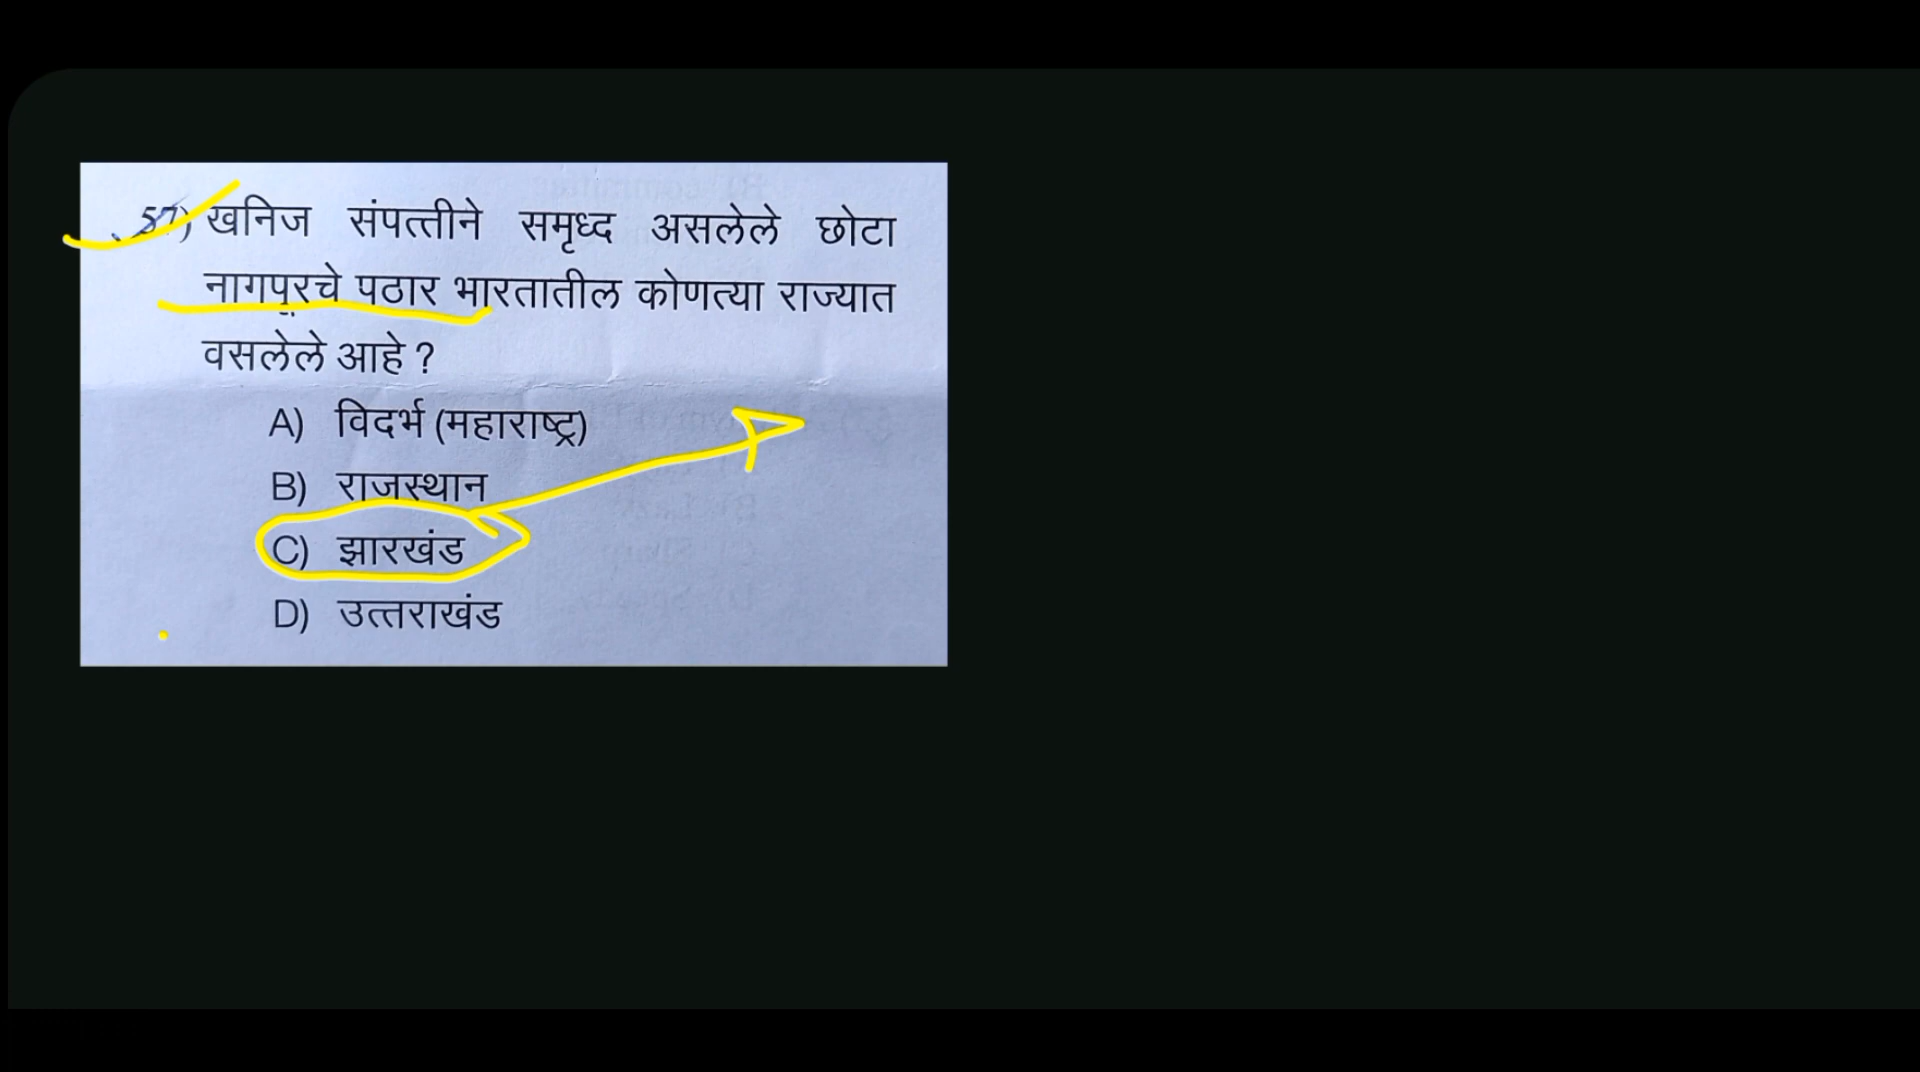 57) खनिज संपत्तीने समृध्द असलेले छोटा
नागपूरचे पठार भारतातील कोणत्या राज्यात
वसलेले आहे ?
A) विदर्भ (महाराष्ट्र)
B) राजस्थान
C) झारखंड
D) उत्तराखंड